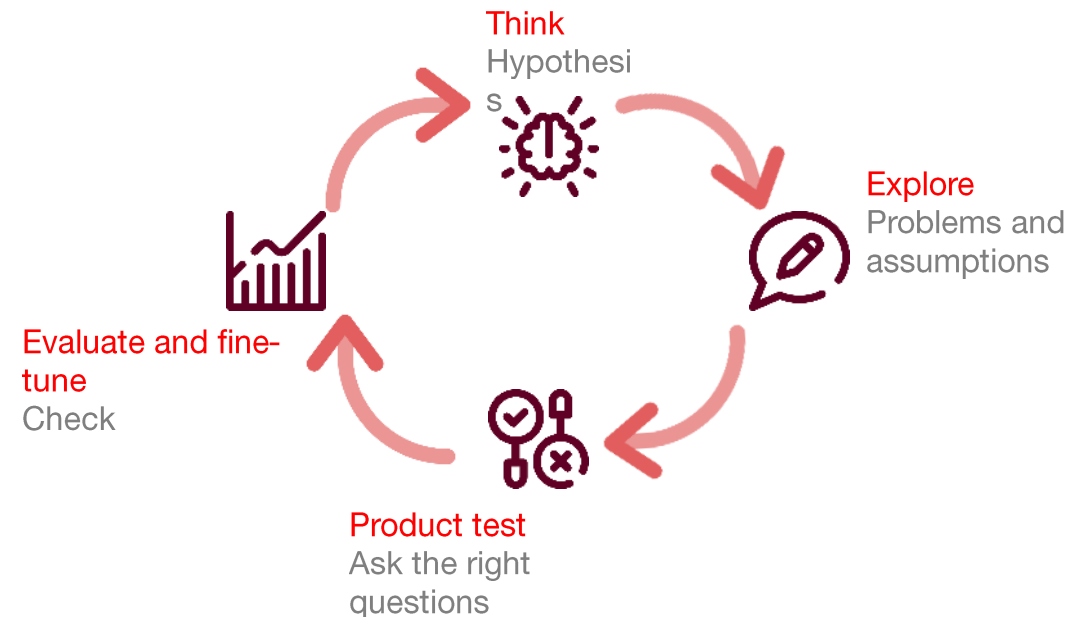 Think
Hypothesi
s
Explore
Problems and
assumptions
Product test
Ask the right
questions
Evaluate and fine-
tune
Check